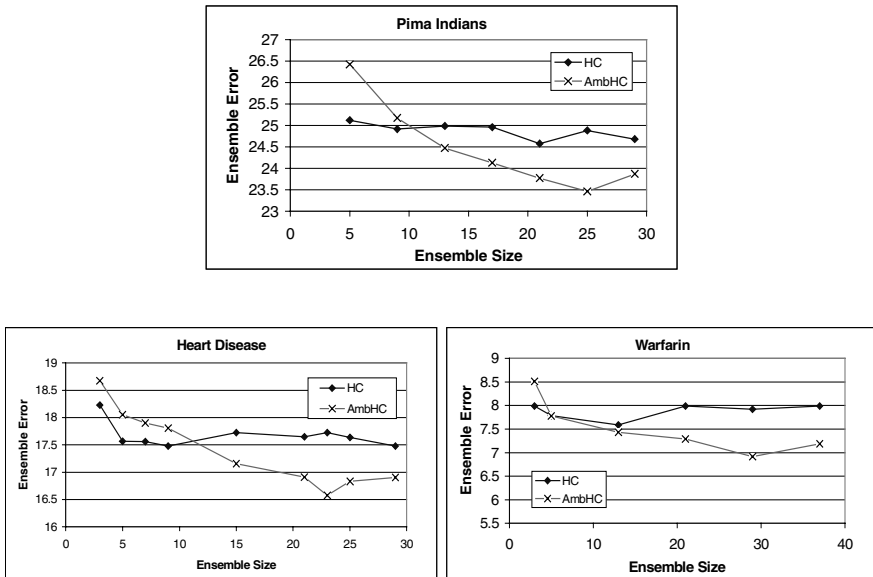 Pima Indians
27
26.5
26
25.5
25
24.5
24
23.5
23
0 5 10 15 20 25 30
Ensemble Error
Ensemble Size
HC
AmbHC
Heart Disease
19
18.5
18
17.5
17
16.5
16
0 5 10 15 20 25 30
Ensemble Error
Ensemble Size
HC
AmbHC
Warfarin
9
8.5
8
7.5
7
6.5
6
5.5
0 10 20 30 40
Ensemble Error
Ensemble Size
HC
AmbHC